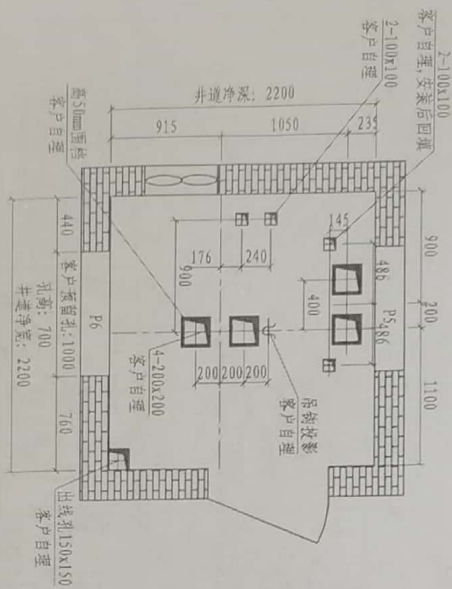 2-100x100
客户自理,安装后回填
2-100x100
客户自理
高50mm围档
客户自理
井道净深: 2200
915
1050
235
900
200
1100
440
客户预留孔:1000
760
孔高: 700
井道净宽: 2200
P6
P5
145
486
486
400
176
240
900
4-200x200
客户自理
200
200
200
吊钩投影
客户自理
出线孔150x150
客户自理